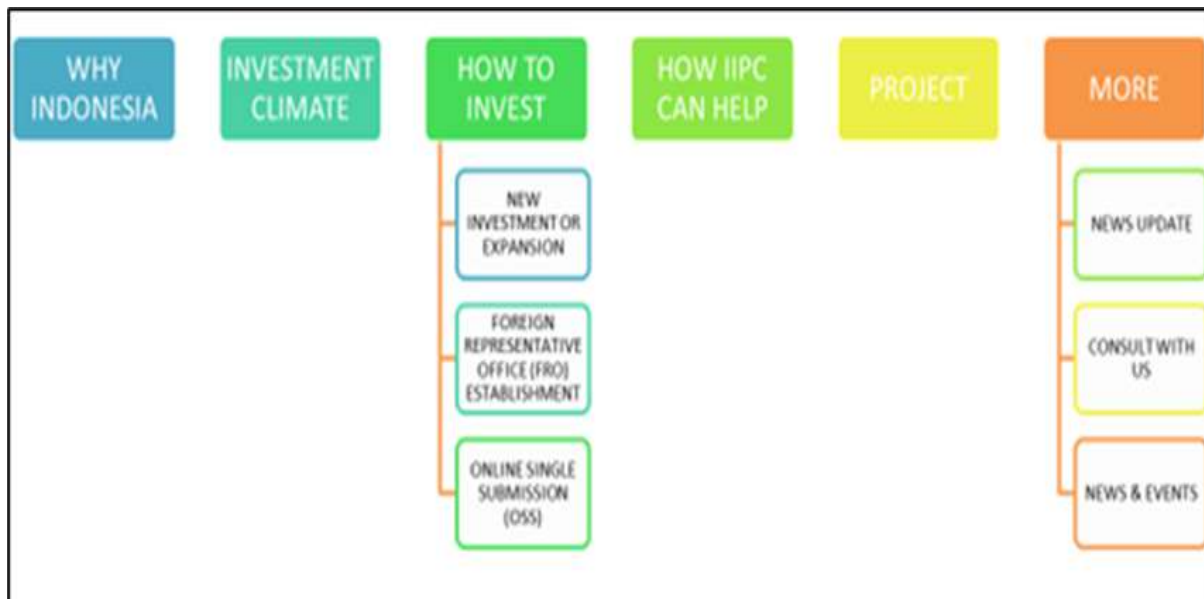 WHY
INDONESIA
INVESTMENT
CLIMATE
HOW TO
INVEST
HOW IIPC
CAN HELP
PROJECT
MORE
NEW
INVESTMENT OR
EXPANSION
FOREIGN
REPRESENTATIVE
OFFICE (FRO)
ESTABLISHMENT
ONLINE SINGLE
SUBMISSION
(OSS)
NEWS UPDATE
CONSULT WITH
US
NEWS & EVENTS